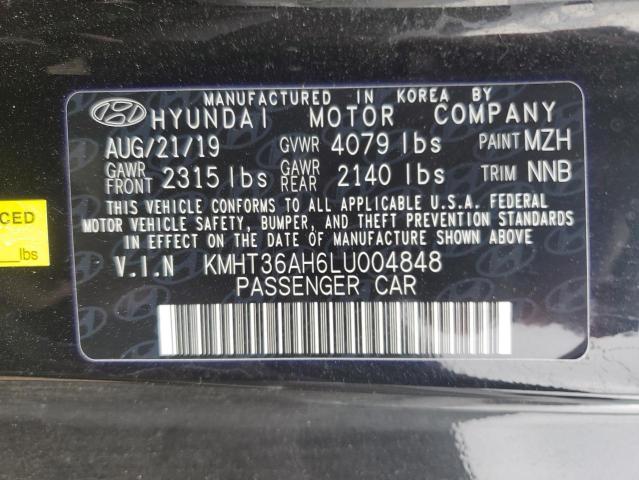 MANUFACTURED IN KOREA BY
HYUNDAI MOTOR COMPANY
AUG/21/19 GVWR 4079 lbs PAINT MZH
GAWR FRONT 2315 lbs GAWR REAR 2140 lbs TRIM NNB
THIS VEHICLE CONFORMS TO ALL APPLICABLE U.S.A. FEDERAL
MOTOR VEHICLE SAFETY, BUMPER, AND THEFT PREVENTION STANDARDS
IN EFFECT ON THE DATE OF MANUFACTURE SHOWN ABOVE
V.I.N KMHT36AH6LU004848
PASSENGER CAR
CED
lbs